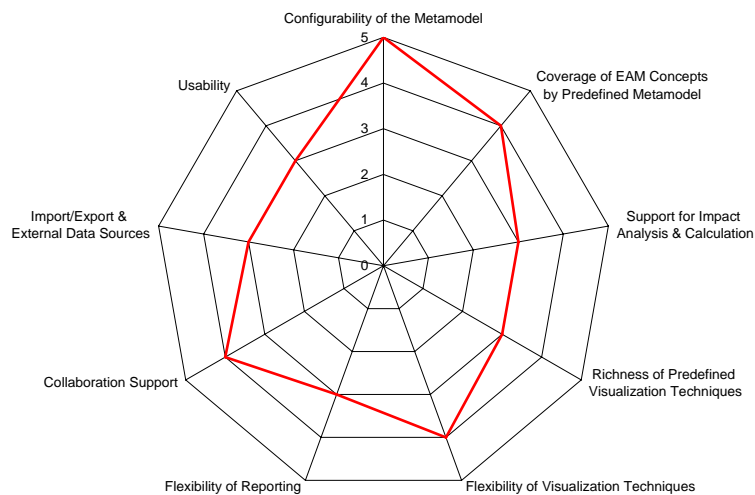 Configurability of the Metamodel
5
Usability
Coverage of EAM Concepts
by Predefined Metamodel
4
3
2
Import/Export &
External Data Sources
Support for Impact
Analysis & Calculation
1
0
Collaboration Support
Richness of Predefined
Visualization Techniques
Flexibility of Reporting
Flexibility of Visualization Techniques